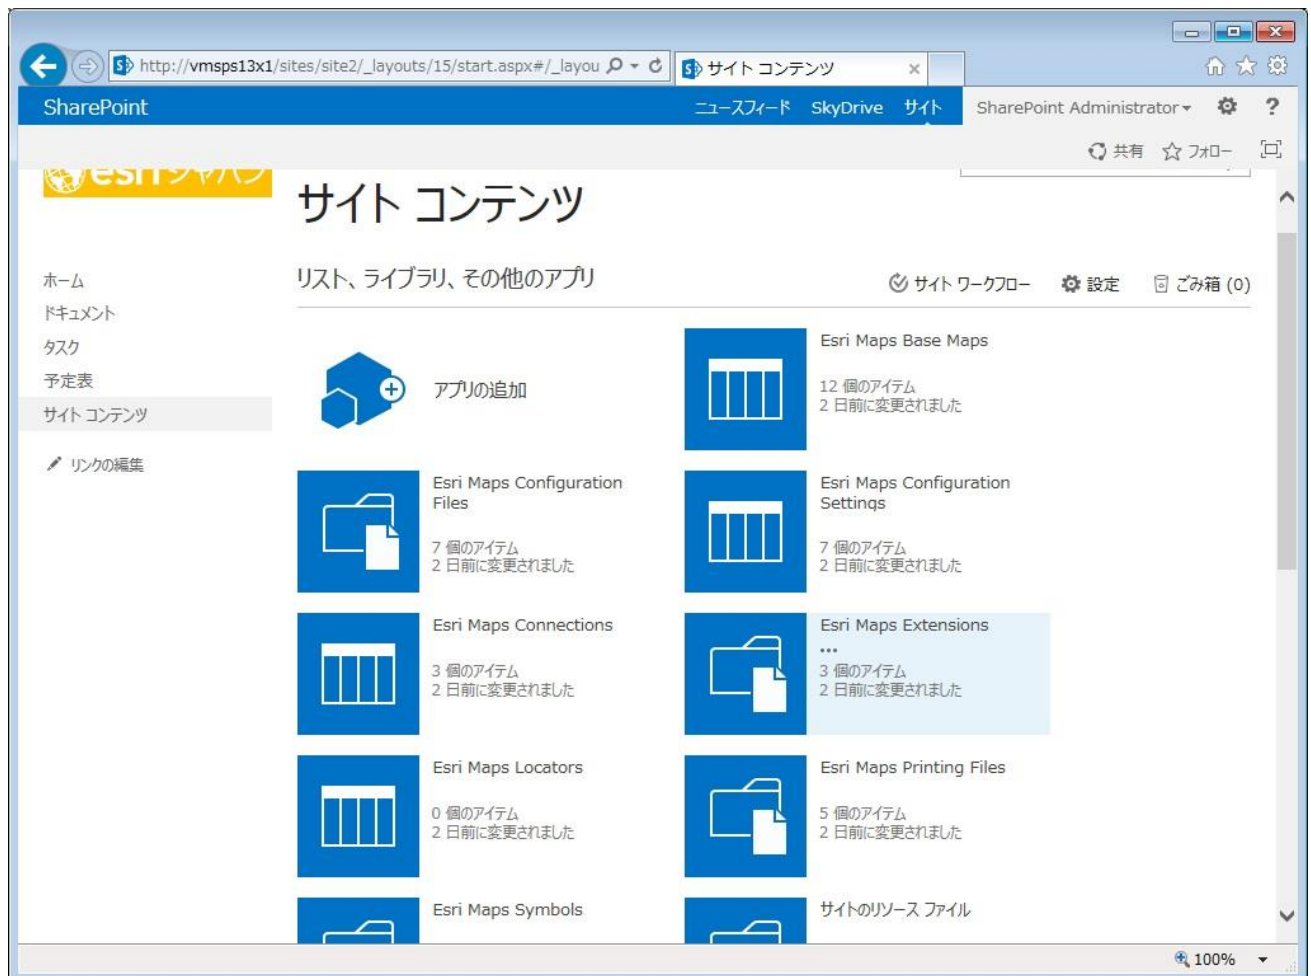 http://vmsps13x1/sites/site2/_layouts/15/start.aspx#/_layou
サイト コンテンツ
SharePoint
ニュースフィード SkyDrive サイト
SharePoint Administrator
?
共有 フォロー
esriジャパン
サイト コンテンツ
リスト、ライブラリ、その他のアプリ
サイト ワークフロー 設定 ごみ箱 (0)
ホーム
ドキュメント
タスク
予定表
サイト コンテンツ
リンクの編集
アプリの追加
Esri Maps Base Maps
12 個のアイテム
2 日前に変更されました
Esri Maps Configuration
Files
7 個のアイテム
2 日前に変更されました
Esri Maps Configuration
Settings
7 個のアイテム
2 日前に変更されました
Esri Maps Connections
3 個のアイテム
2 日前に変更されました
Esri Maps Extensions
...
3 個のアイテム
2 日前に変更されました
Esri Maps Locators
0 個のアイテム
2 日前に変更されました
Esri Maps Printing Files
5 個のアイテム
2 日前に変更されました
Esri Maps Symbols
サイトのリソース ファイル
100%